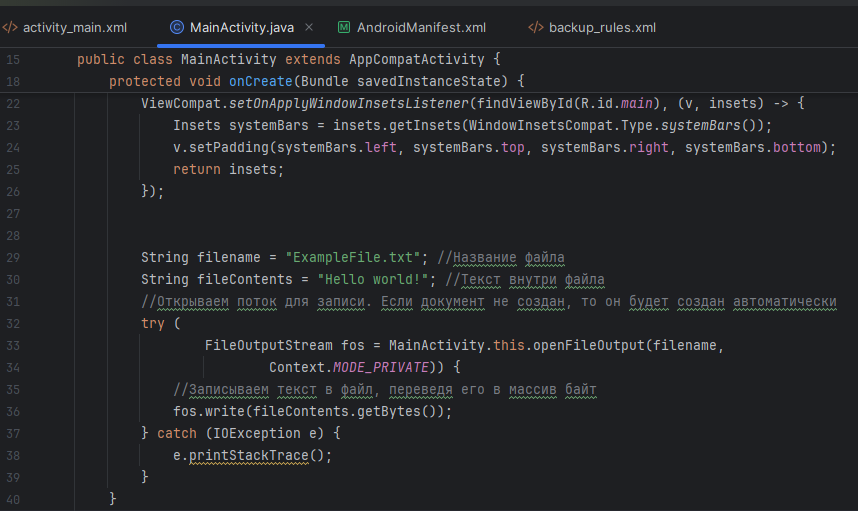 activity_main.xml MainActivity.java AndroidManifest.xml backup_rules.xml
15 public class MainActivity extends AppCompatActivity {
18 protected void onCreate(Bundle savedInstanceState) {
22 ViewCompat.setOnApplyWindowInsetsListener(findViewById(R.id.main), (v, insets) -> {
23 Insets systemBars = insets.getInsets(WindowInsetsCompat.Type.systemBars());
24 v.setPadding(systemBars.left, systemBars.top, systemBars.right, systemBars.bottom);
25 return insets;
26 });
27
28
29 String filename = "ExampleFile.txt"; //Название файла
30 String fileContents = "Hello world!"; //Текст внутри файла
31 //Открываем поток для записи. Если документ не создан, то он будет создан автоматически
32 try (
33 FileOutputStream fos = MainActivity.this.openFileOutput(filename,
34 Context.MODE_PRIVATE)) {
35 //Записываем текст в файл, переведя его в массив байт
36 fos.write(fileContents.getBytes());
37 } catch (IOException e) {
38 e.printStackTrace();
39 }
40 }